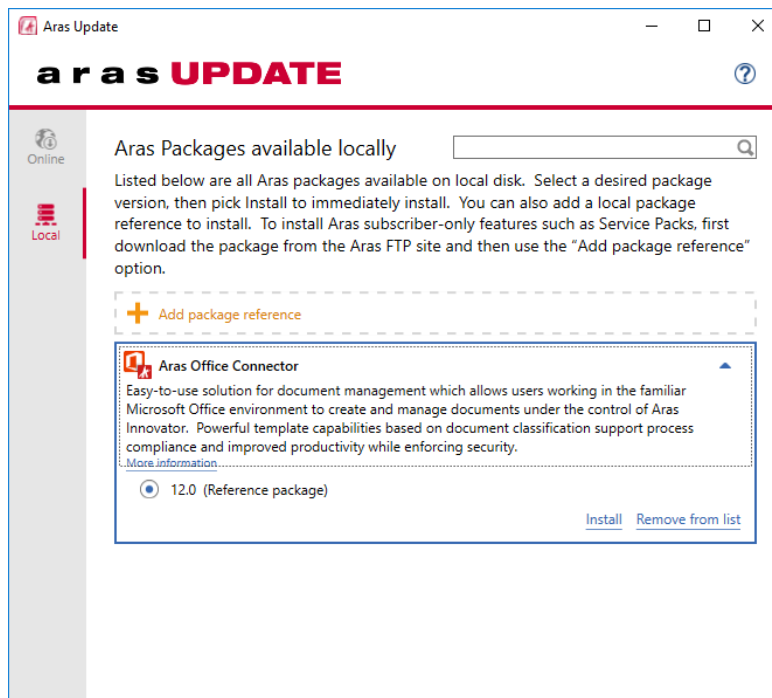 Aras Update
aras UPDATE
?
Online
Local
Aras Packages available locally
Listed below are all Aras packages available on local disk. Select a desired package
version, then pick Install to immediately install. You can also add a local package
reference to install. To install Aras subscriber-only features such as Service Packs, first
download the package from the Aras FTP site and then use the “Add package reference”
option.
Add package reference
Aras Office Connector
Easy-to-use solution for document management which allows users working in the familiar
Microsoft Office environment to create and manage documents under the control of Aras
Innovator. Powerful template capabilities based on document classification support process
compliance and improved productivity while enforcing security.
More information
12.0 (Reference package)
Install Remove from list